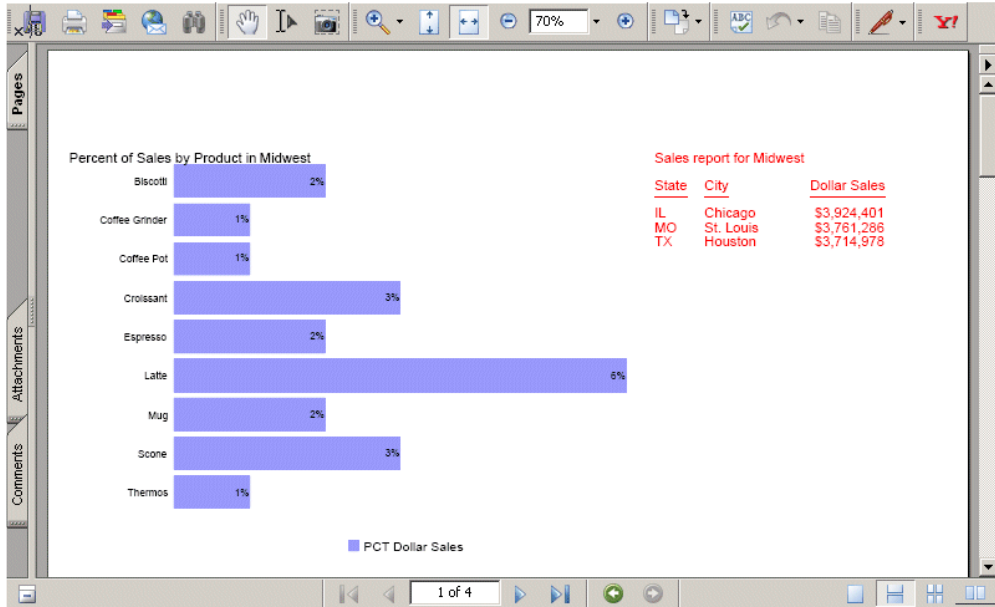 70%
ABC
Y!
Pages
Attachments
Comments
Percent of Sales by Product in Midwest
Biscotti 2%
Coffee Grinder 1%
Coffee Pot 1%
Croissant 3%
Espresso 2%
Latte 6%
Mug 2%
Scone 3%
Thermos 1%
PCT Dollar Sales
Sales report for Midwest
State City Dollar Sales
IL Chicago $3,924,401
MO St. Louis $3,761,286
TX Houston $3,714,978
1 of 4